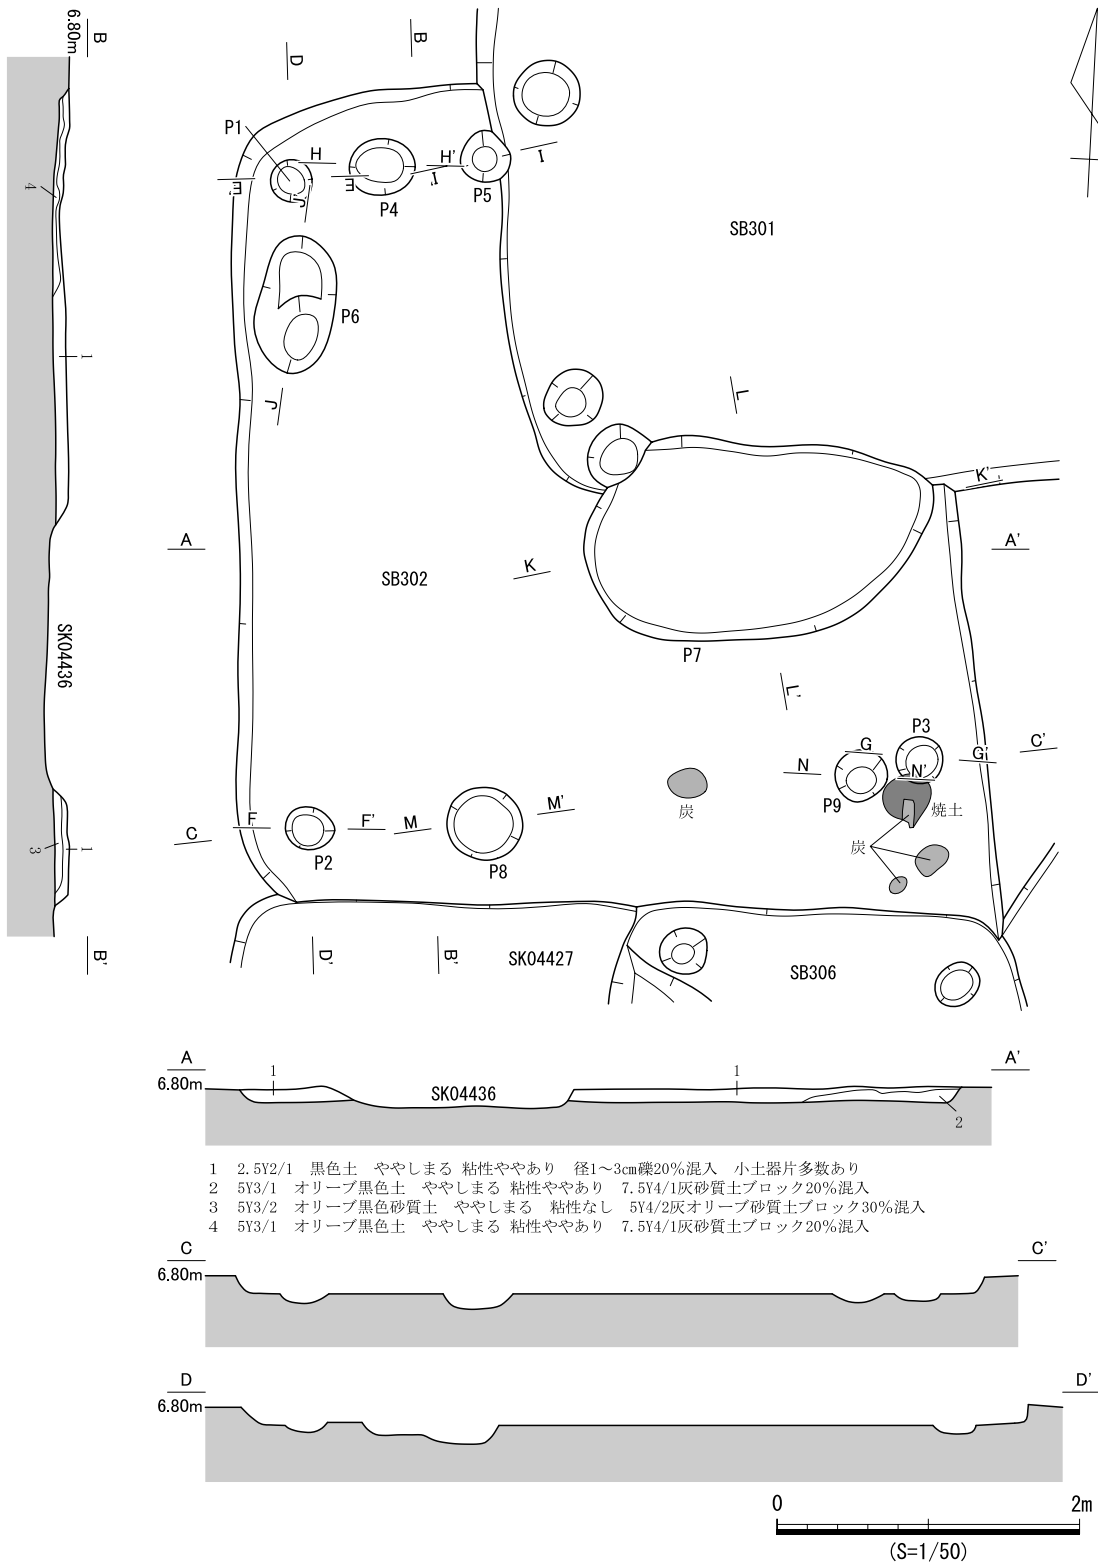 B
6.80m
4
1
SK04436
3
1
B'
D
B
P1
H
H'
I
E'
E
I'
J
P4
P5
SB301
P6
J'
L
K'
A
A'
K
SB302
P7
L'
P3
G
G'
C'
N
N'
P9
焼土
炭
炭
M'
F
F'
M
C
P2
P8
D'
B'
SK04427
SB306
A
A'
6.80m
1
SK04436
1
2
1 2.5Y2/1 黒色土 ややしまる 粘性ややあり 径1～3cm礫20%混入 小土器片多数あり
2 5Y3/1 オリーブ黒色土 ややしまる 粘性ややあり 7.5Y4/1灰砂質土ブロック20%混入
3 5Y3/2 オリーブ黒色砂質土 ややしまる 粘性なし 5Y4/2灰オリーブ砂質土ブロック30%混入
4 5Y3/1 オリーブ黒色土 ややしまる 粘性ややあり 7.5Y4/1灰砂質土ブロック20%混入
C
C'
6.80m
D
D'
6.80m
0 2m
(S=1/50)